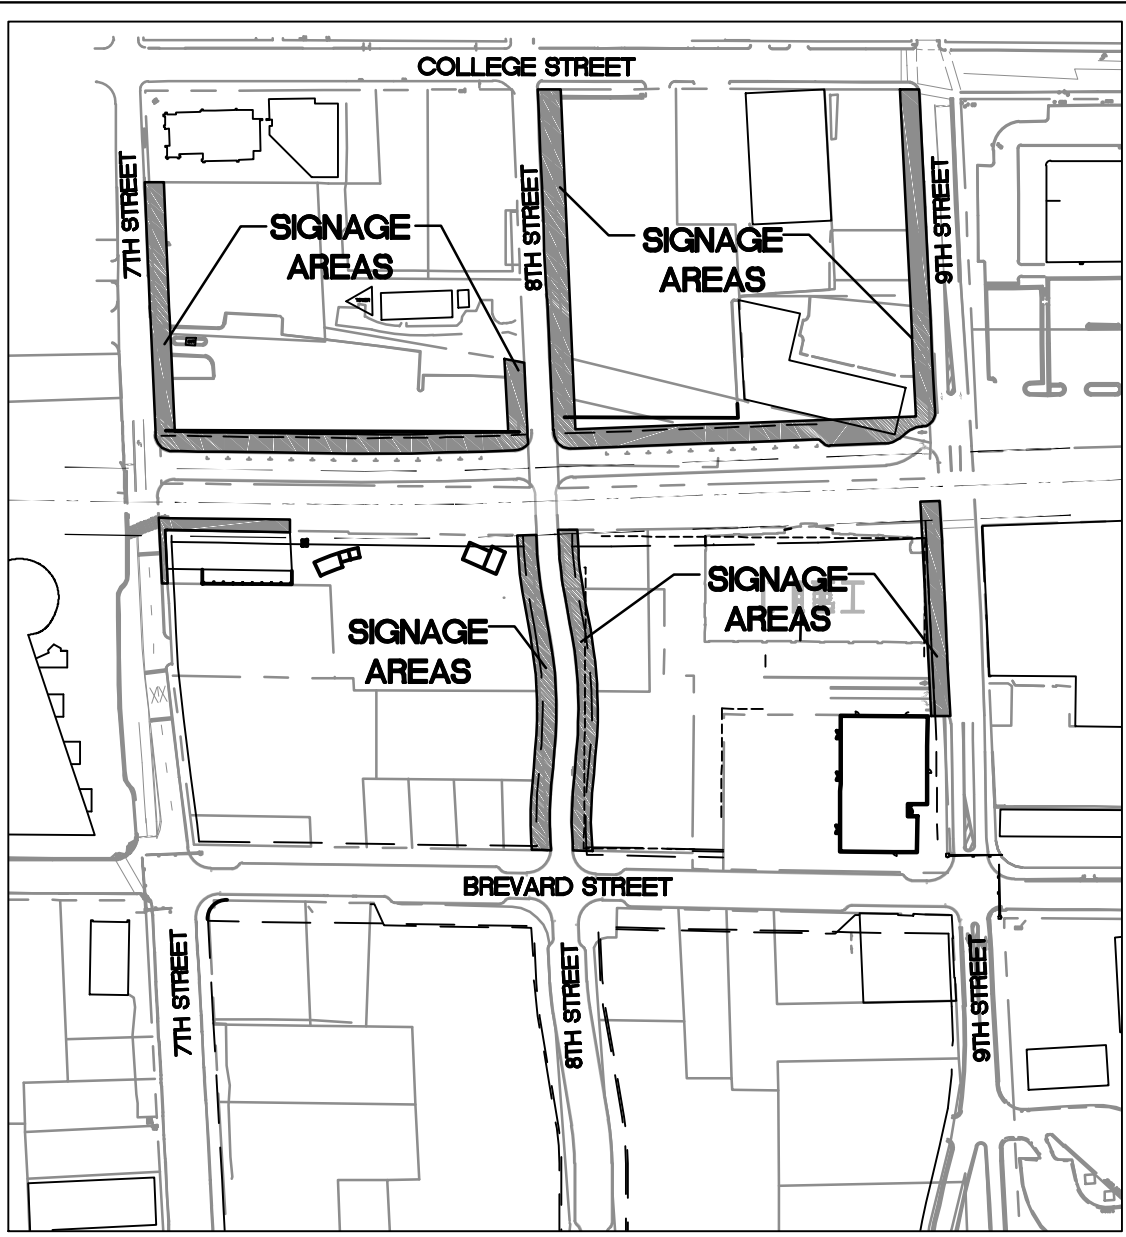 COLLEGE STREET
7TH STREET
8TH STREET
9TH STREET
SIGNAGE
AREAS
SIGNAGE
AREAS
SIGNAGE
AREAS
SIGNAGE
AREAS
BREVARD STREET
7TH STREET
8TH STREET
9TH STREET